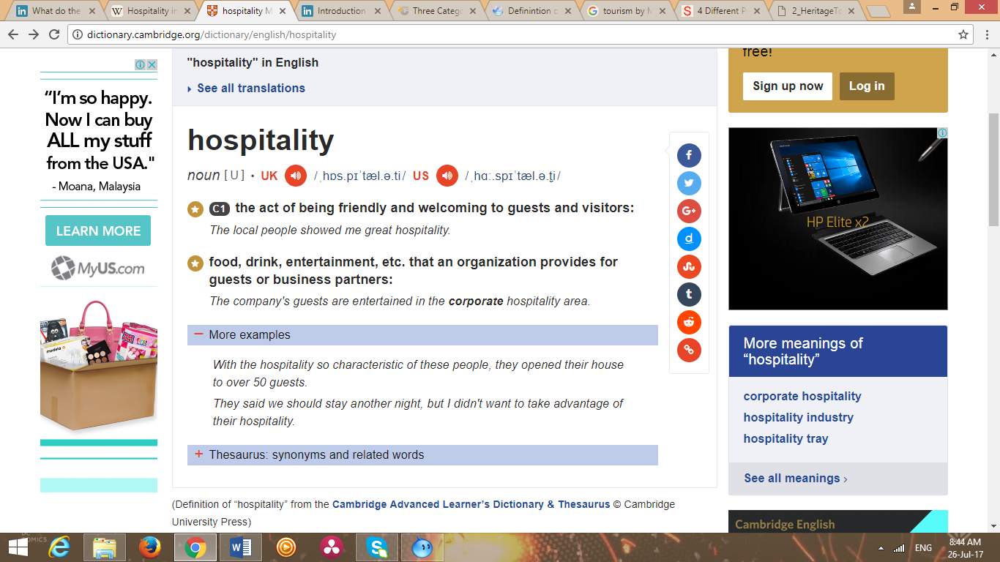 What do the
Hospitality in
hospitality M
Introduction
Three Catego
Definintion o
tourism by M
4 Different P
2_HeritageTo
dictionary.cambridge.org/dictionary/english/hospitality
“I’m so happy.
Now I can buy
ALL my stuff
from the USA."
- Moana, Malaysia
LEARN MORE
MyUS.com
medela
"hospitality" in English
See all translations
hospitality
noun [ U ] • UK /ˌhɒs.pɪˈtæl.ə.ti/ US /ˌhɑː.spɪˈtæl.ə.t̬i/
C1 the act of being friendly and welcoming to guests and visitors:
The local people showed me great hospitality.
food, drink, entertainment, etc. that an organization provides for
guests or business partners:
The company's guests are entertained in the corporate hospitality area.
More examples
With the hospitality so characteristic of these people, they opened their house
to over 50 guests.
They said we should stay another night, but I didn't want to take advantage of
their hospitality.
+ Thesaurus: synonyms and related words
(Definition of “hospitality” from the Cambridge Advanced Learner’s Dictionary & Thesaurus © Cambridge
University Press)
free!
Sign up now
Log in
HP Elite x2
More meanings of
“hospitality”
corporate hospitality
hospitality industry
hospitality tray
See all meanings ›
Cambridge English
ENG
8:44 AM
26-Jul-17